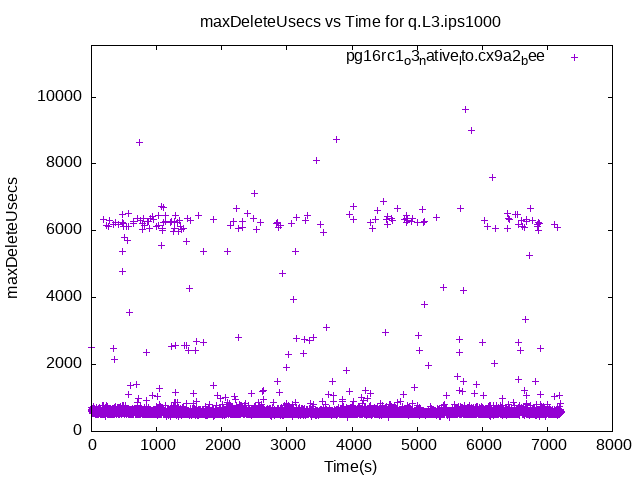 maxDeleteUsecs vs Time for q.L3.ips1000
pg16rc1ₒ3ₙativeₗto.cx9a2_bee
10000
8000
6000
4000
2000
0
maxDeleteUsecs
0 1000 2000 3000 4000 5000 6000 7000 8000
Time(s)